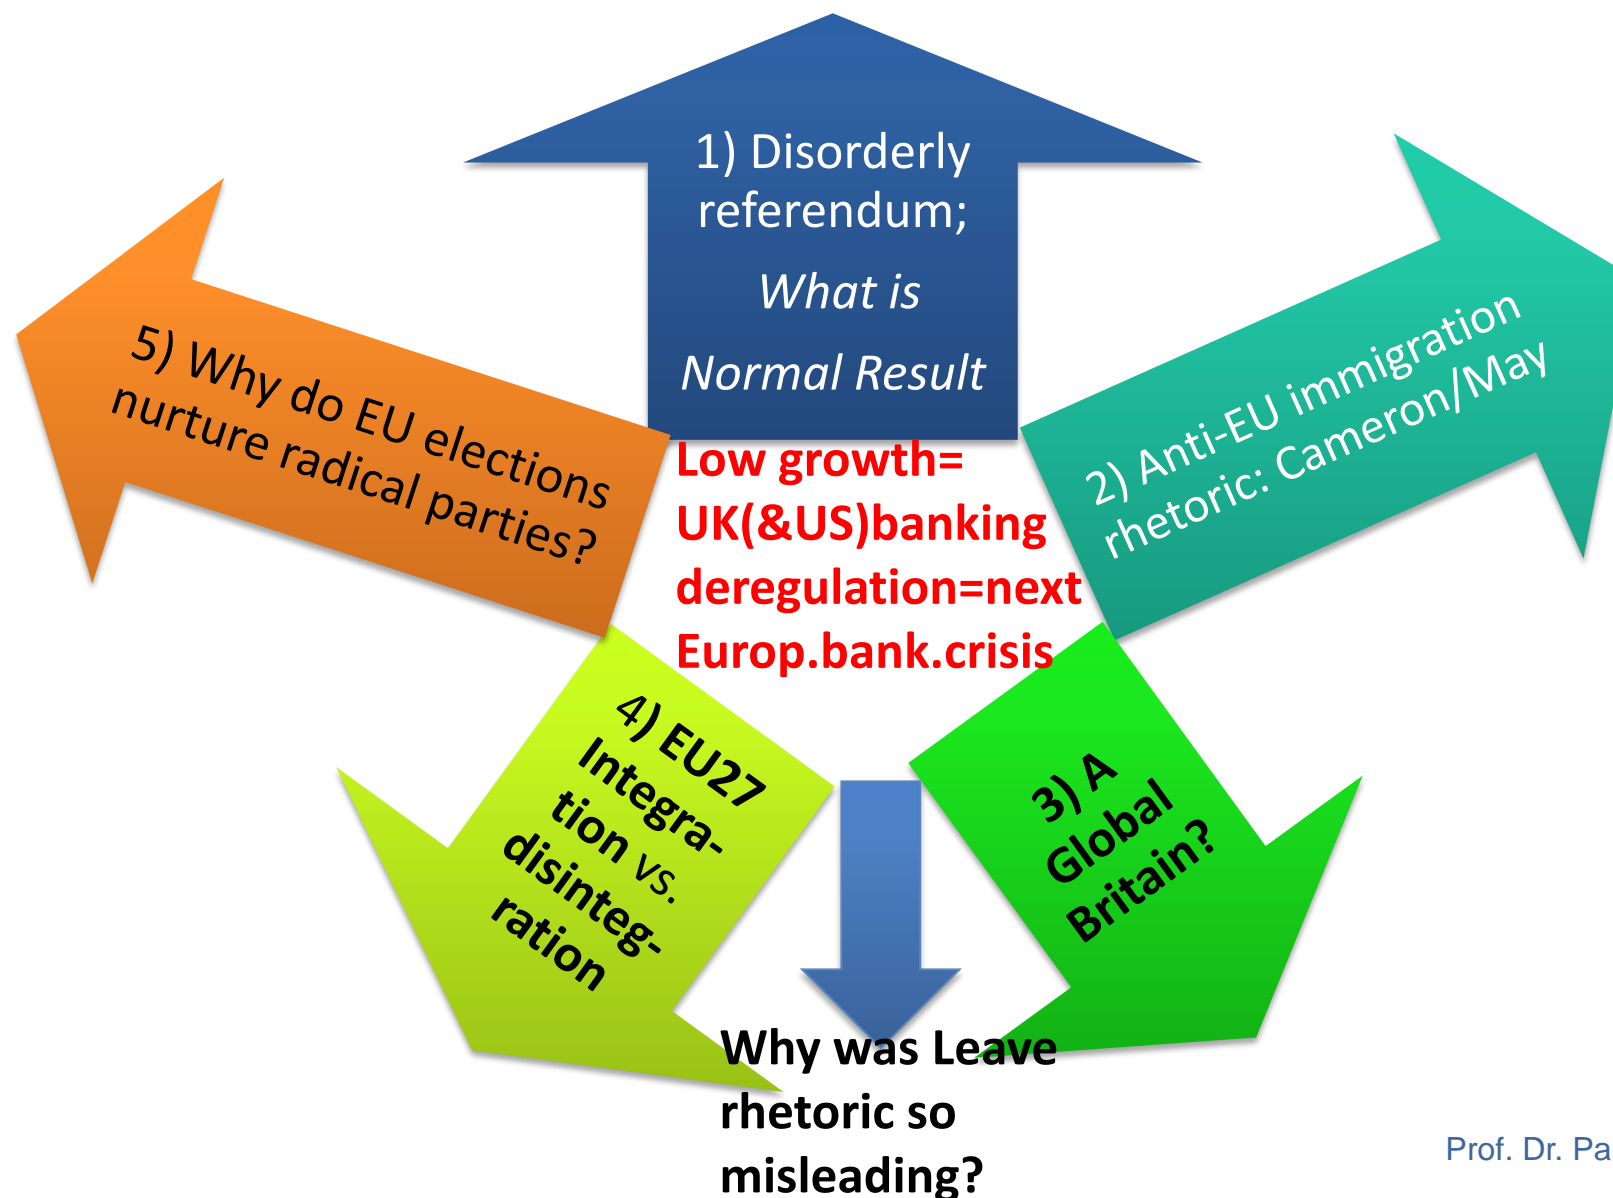 1) Disorderly
referendum;
What is
Normal Result
2) Anti-EU immigration
rhetoric: Cameron/May
3) A
Global
Britain?
4) EU27
Integra-
tion vs.
disinteg-
ration
5) Why do EU elections
nurture radical parties?
Low growth=
UK(&US)banking
deregulation=next
Europ.bank.crisis
Why was Leave
rhetoric so
misleading?
Prof. Dr. Pa